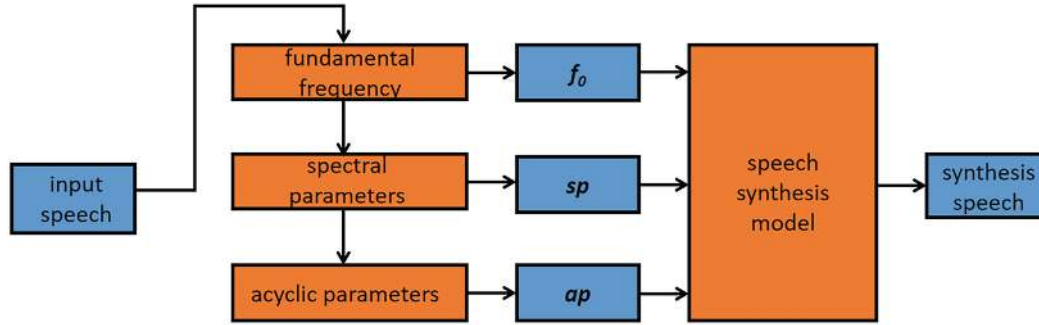 fundamental
frequency
f₀
input
speech
spectral
parameters
sp
speech
synthesis
model
synthesis
speech
acyclic parameters
ap